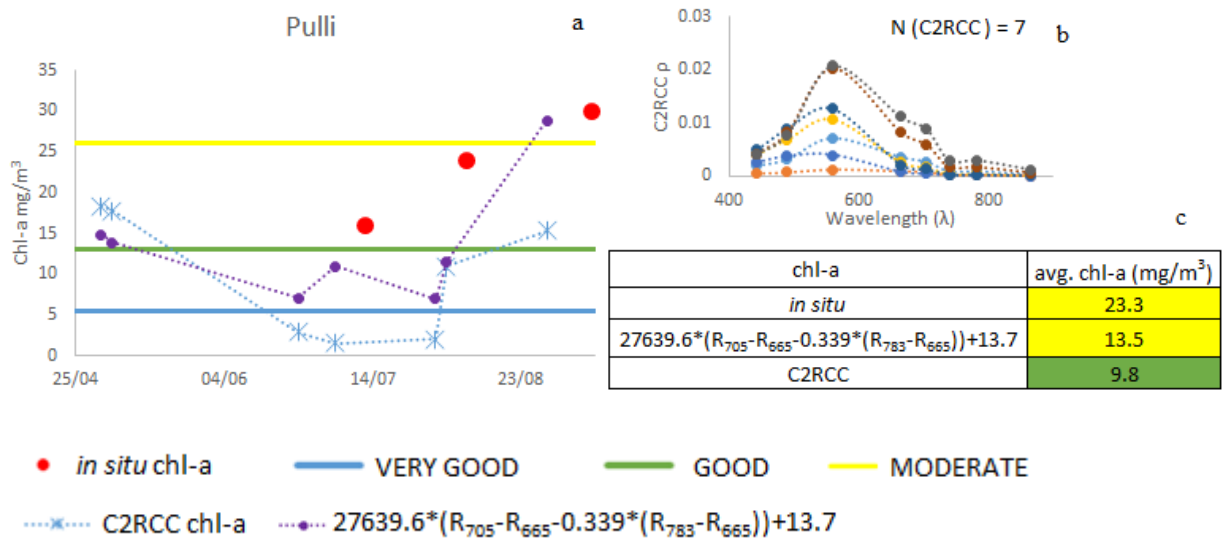 Pulli
a
35
30
25
20
15
10
5
0
Chl-a mg/m³
25/04 04/06 14/07 23/08
N (C2RCC) = 7
b
0.03
0.02
0.01
0
C2RCC ρ
400 600 800
Wavelength (λ)
c
chl-a avg. chl-a (mg/m³)
in situ 23.3
27639.6*(R₇₀₅-R₆₆₅-0.339*(R₇₈₃-R₆₆₅))+13.7 13.5
C2RCC 9.8
in situ chl-a VERY GOOD GOOD MODERATE
C2RCC chl-a 27639.6*(R₇₀₅-R₆₆₅-0.339*(R₇₈₃-R₆₆₅))+13.7